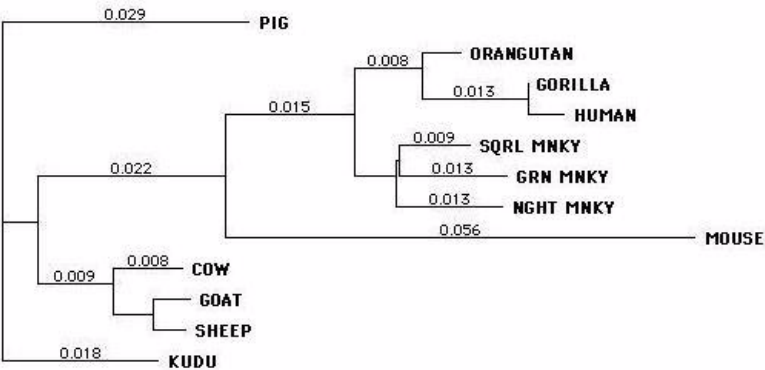 0.029 PIG
0.008 ORANGUTAN
0.013 GORILLA
0.015 HUMAN
0.009 SQRL MNKY
0.022 0.013 GRN MNKY
0.013 NGHT MNKY
0.056 MOUSE
0.008 COW
0.009 GOAT
SHEEP
0.018 KUDU